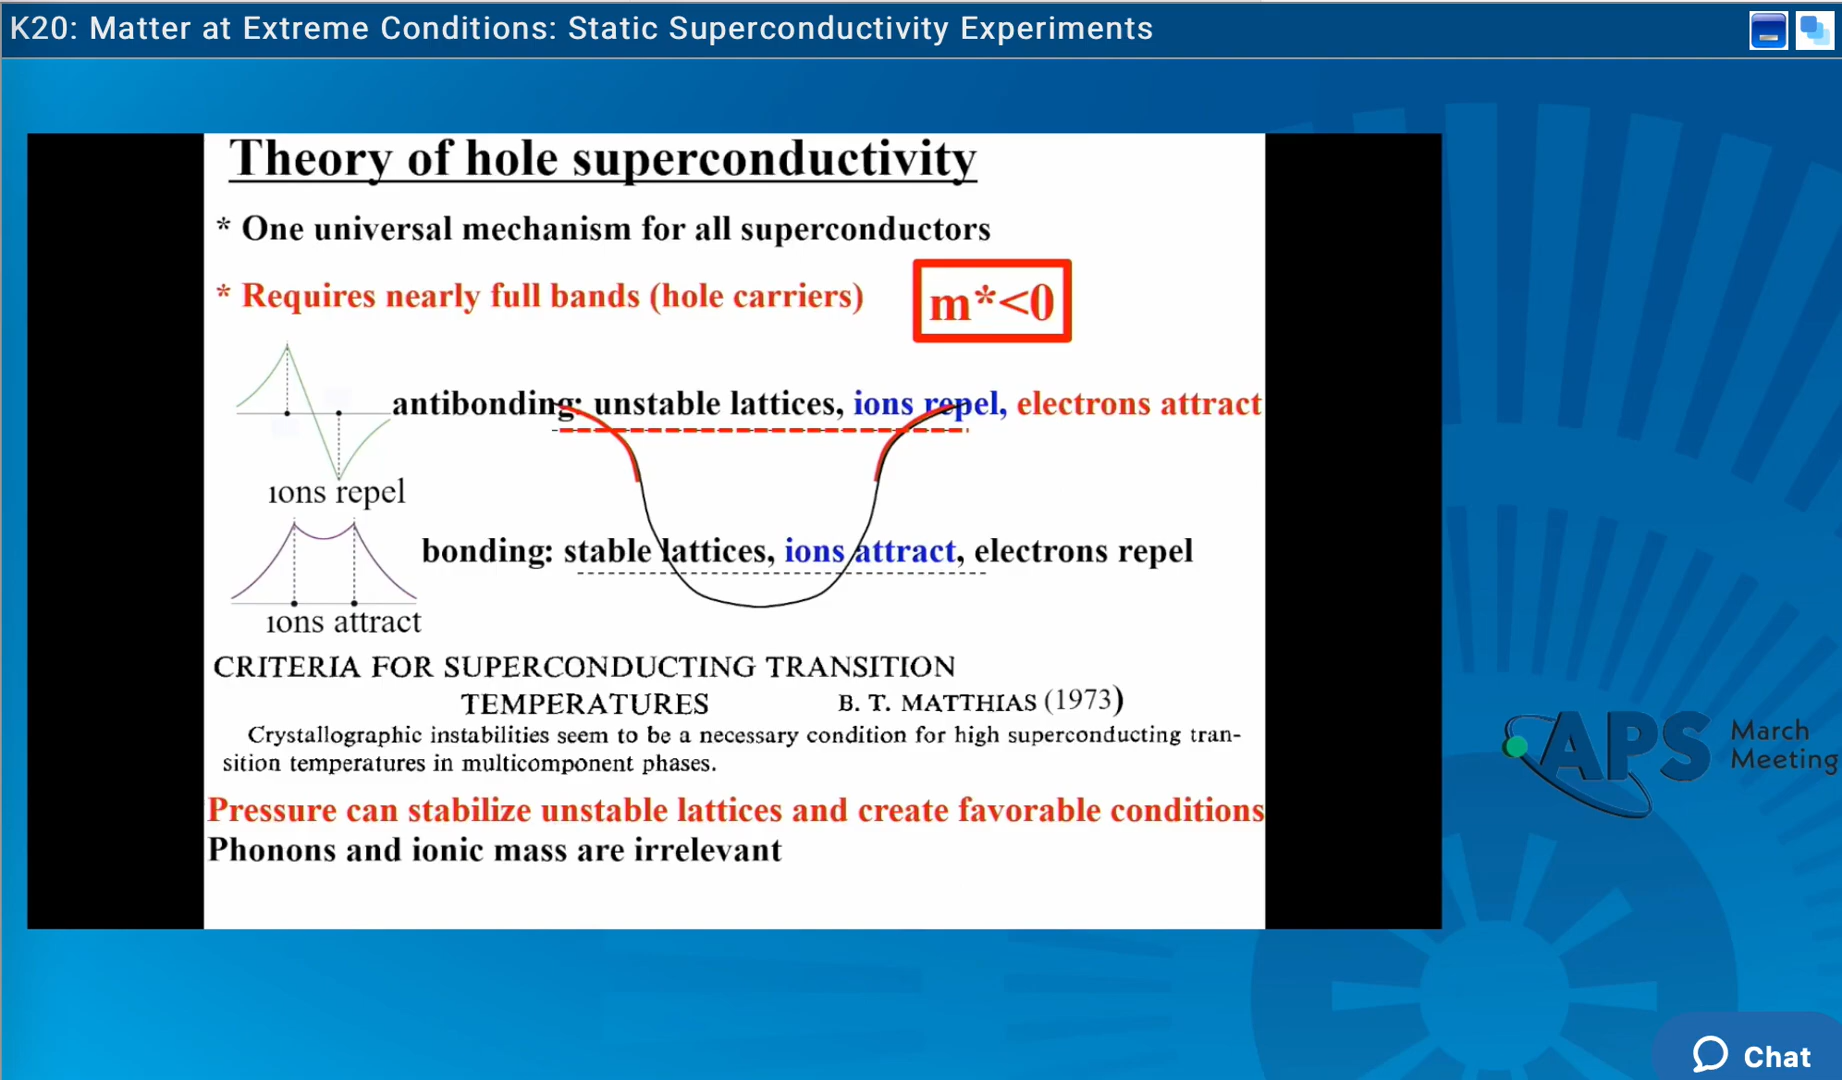 K20: Matter at Extreme Conditions: Static Superconductivity Experiments
Theory of hole superconductivity
* One universal mechanism for all superconductors
* Requires nearly full bands (hole carriers)
m*<0
antibonding: unstable lattices, ions repel, electrons attract
ions repel
bonding: stable lattices, ions attract, electrons repel
ions attract
CRITERIA FOR SUPERCONDUCTING TRANSITION
TEMPERATURES B. T. MATTHIAS (1973)
Crystallographic instabilities seem to be a necessary condition for high superconducting tran-
sition temperatures in multicomponent phases.
Pressure can stabilize unstable lattices and create favorable conditions
Phonons and ionic mass are irrelevant
APS March
Meeting
Chat